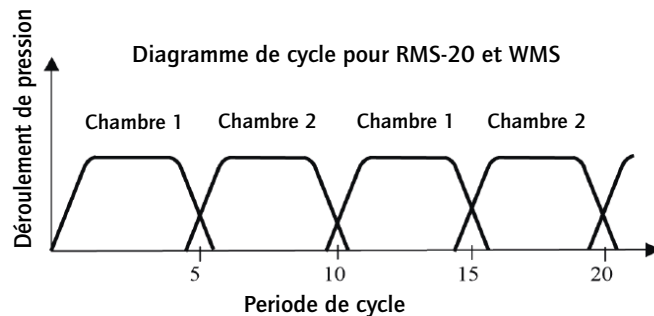 Diagramme de cycle pour RMS-20 et WMS
Déroulement de pression
Chambre 1 Chambre 2 Chambre 1 Chambre 2
5 10 15 20
Periode de cycle